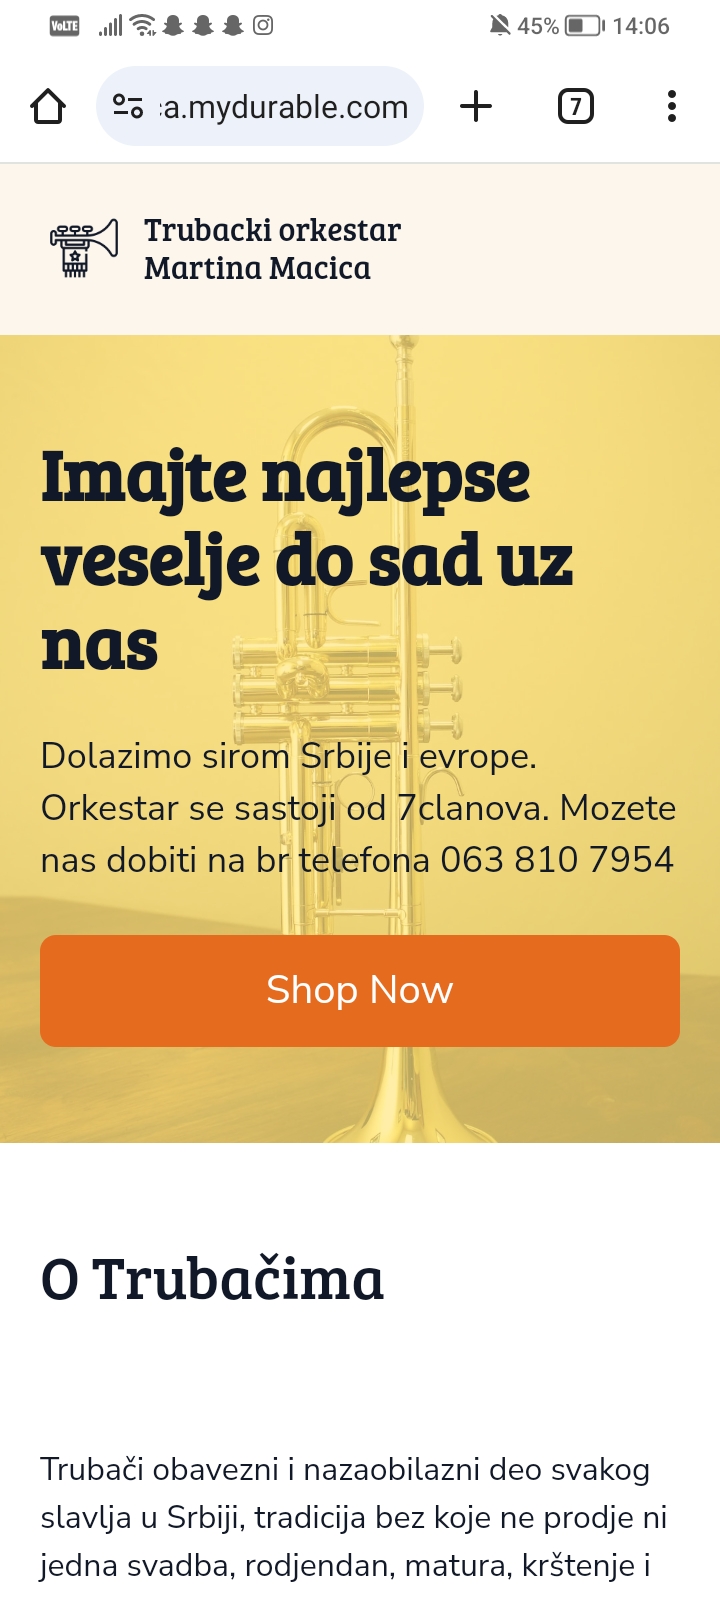 VoLTE 45% 14:06
a.mydurable.com 7
Trubacki orkestar
Martina Macica
Imajte najlepse
veselje do sad uz
nas
Dolazimo sirom Srbije i evrope.
Orkestar se sastoji od 7clanova. Mozete
nas dobiti na br telefona 063 810 7954
Shop Now
O Trubačima
Trubači obavezni i nazaobilazni deo svakog
slavlja u Srbiji, tradicija bez koje ne prodje ni
jedna svadba, rodjendan, matura, krštenje i